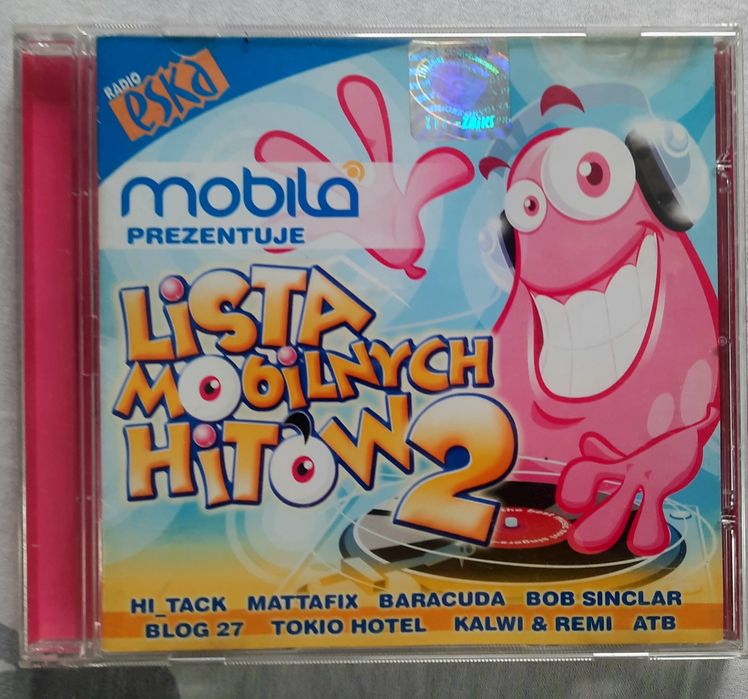 RADIO
ESKA
mobila
PREZENTUJE
LiSTA
MOBiLNYCH
HiTÓW 2
HI_TACK MATTAFIX BARACUDA BOB SINCLAR
BLOG 27 TOKIO HOTEL KALWI & REMI ATB